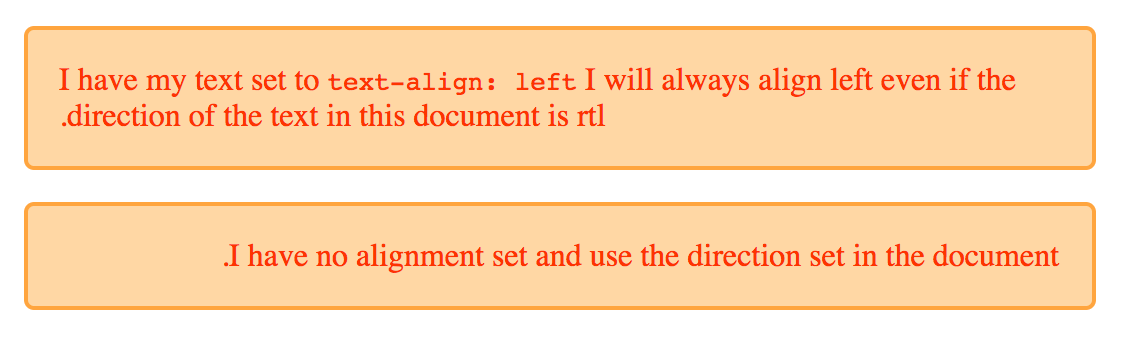 I have my text set to text-align: left I will always align left even if the
.direction of the text in this document is rtl
.I have no alignment set and use the direction set in the document